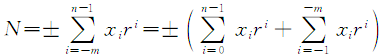 N=±∑_{i=-m}^{n-1} x_i r^i=±(∑_{i=0}^{n-1} x_i r^i+∑_{i=-1}^{-m} x_i r^i)